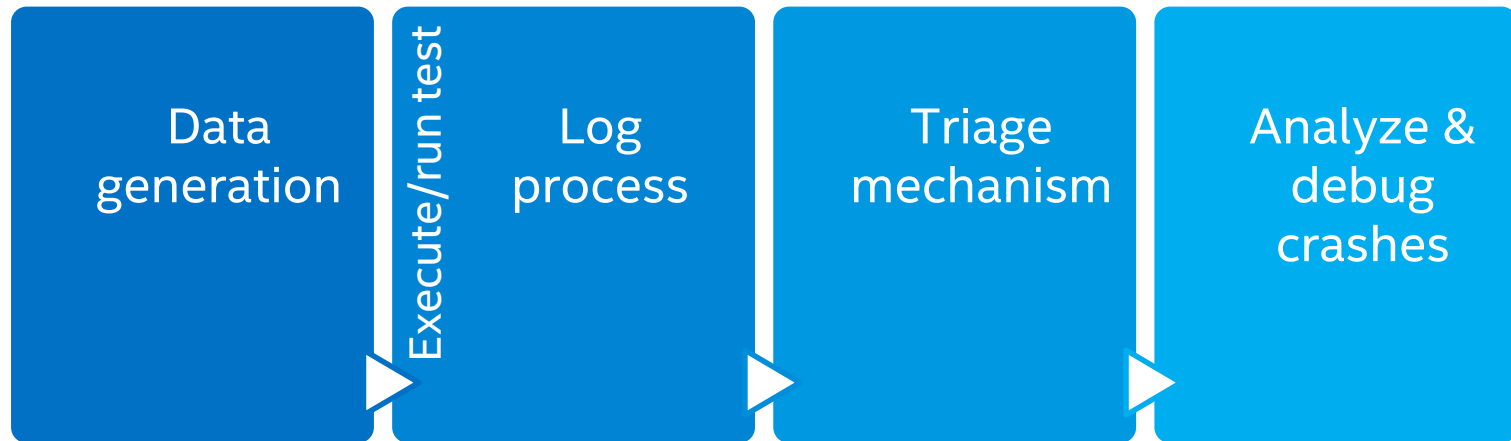 Data
generation
Execute/run test
Log
process
Triage
mechanism
Analyze &
debug
crashes